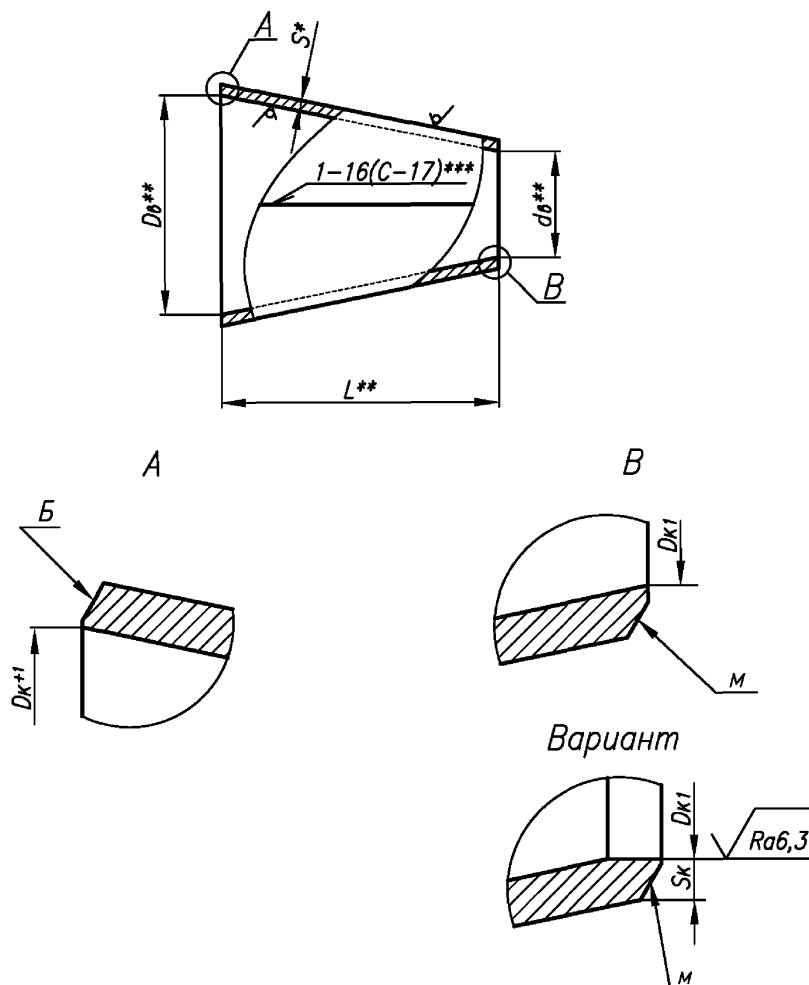 А
S*
1-16(С-17)***
Dв**
dв**
В
L**
А
В
Б
Dк+1
Dк1
м
Вариант
Dк1
Sк
Ra6,3
м